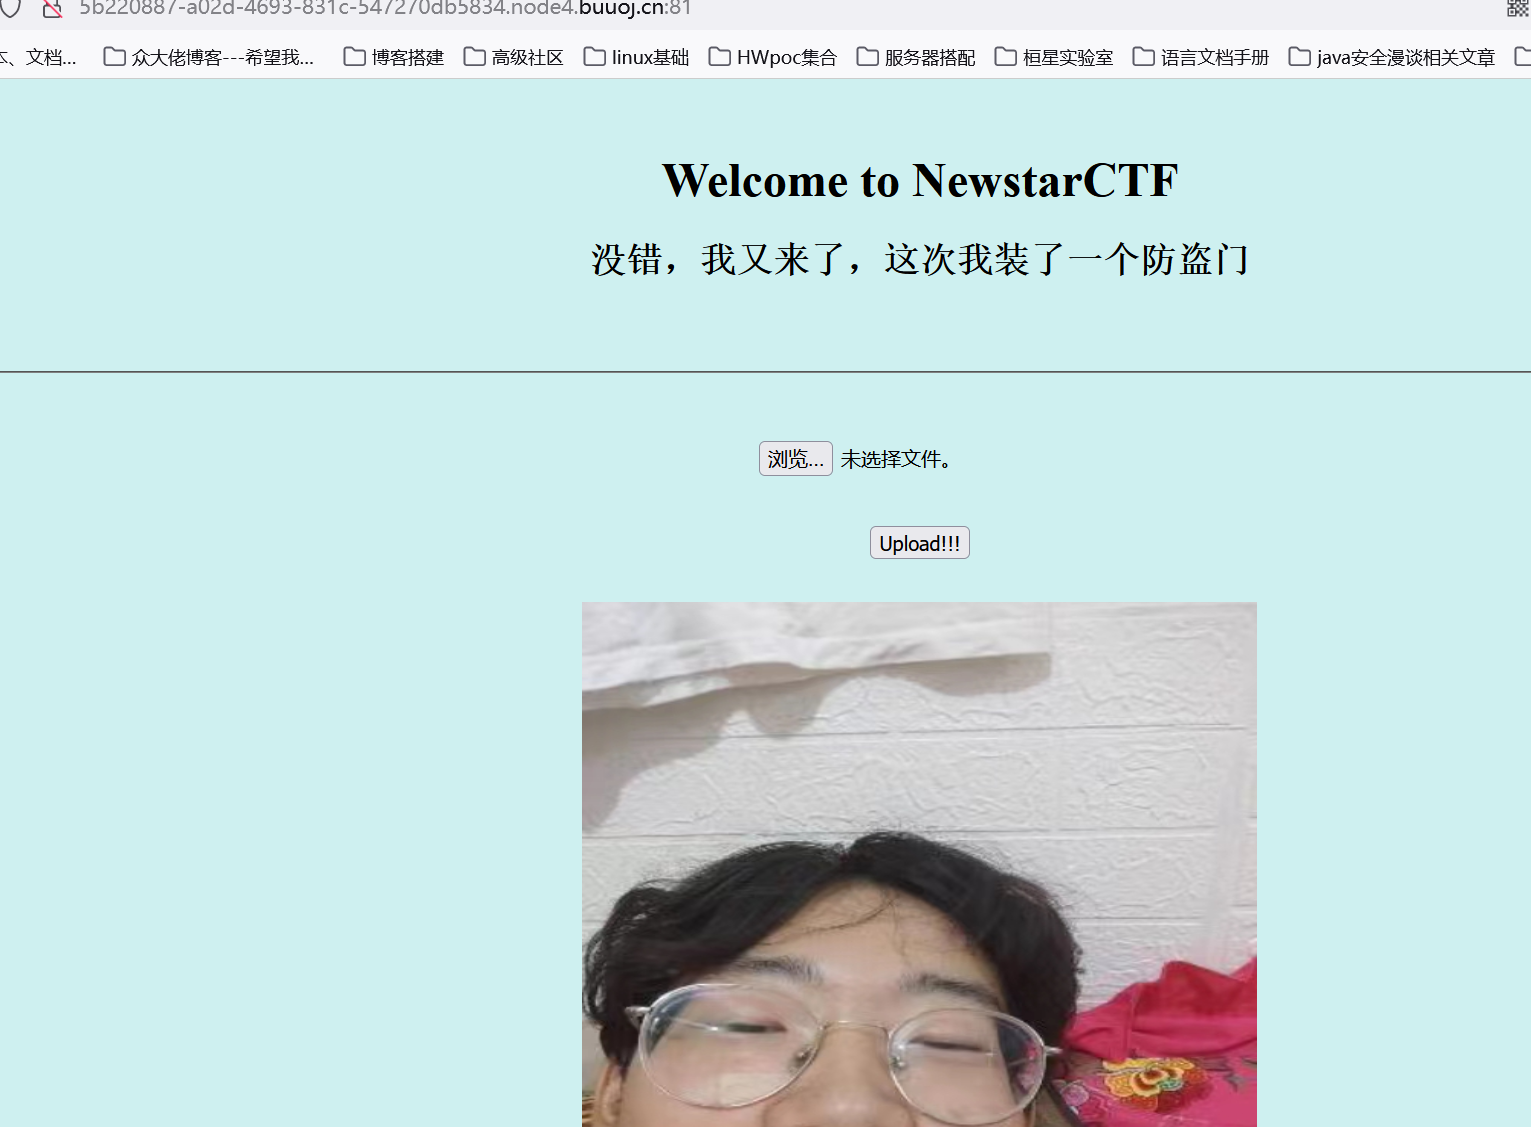 5b220887-a02d-4693-831c-547270db5834.node4.buuoj.cn:81
本、文档... 众大佬博客---希望我... 博客搭建 高级社区 linux基础 HWpoc集合 服务器搭配 桓星实验室 语言文档手册 java安全漫谈相关文章
Welcome to NewstarCTF
没错，我又来了，这次我装了一个防盗门
浏览... 未选择文件。
Upload!!!